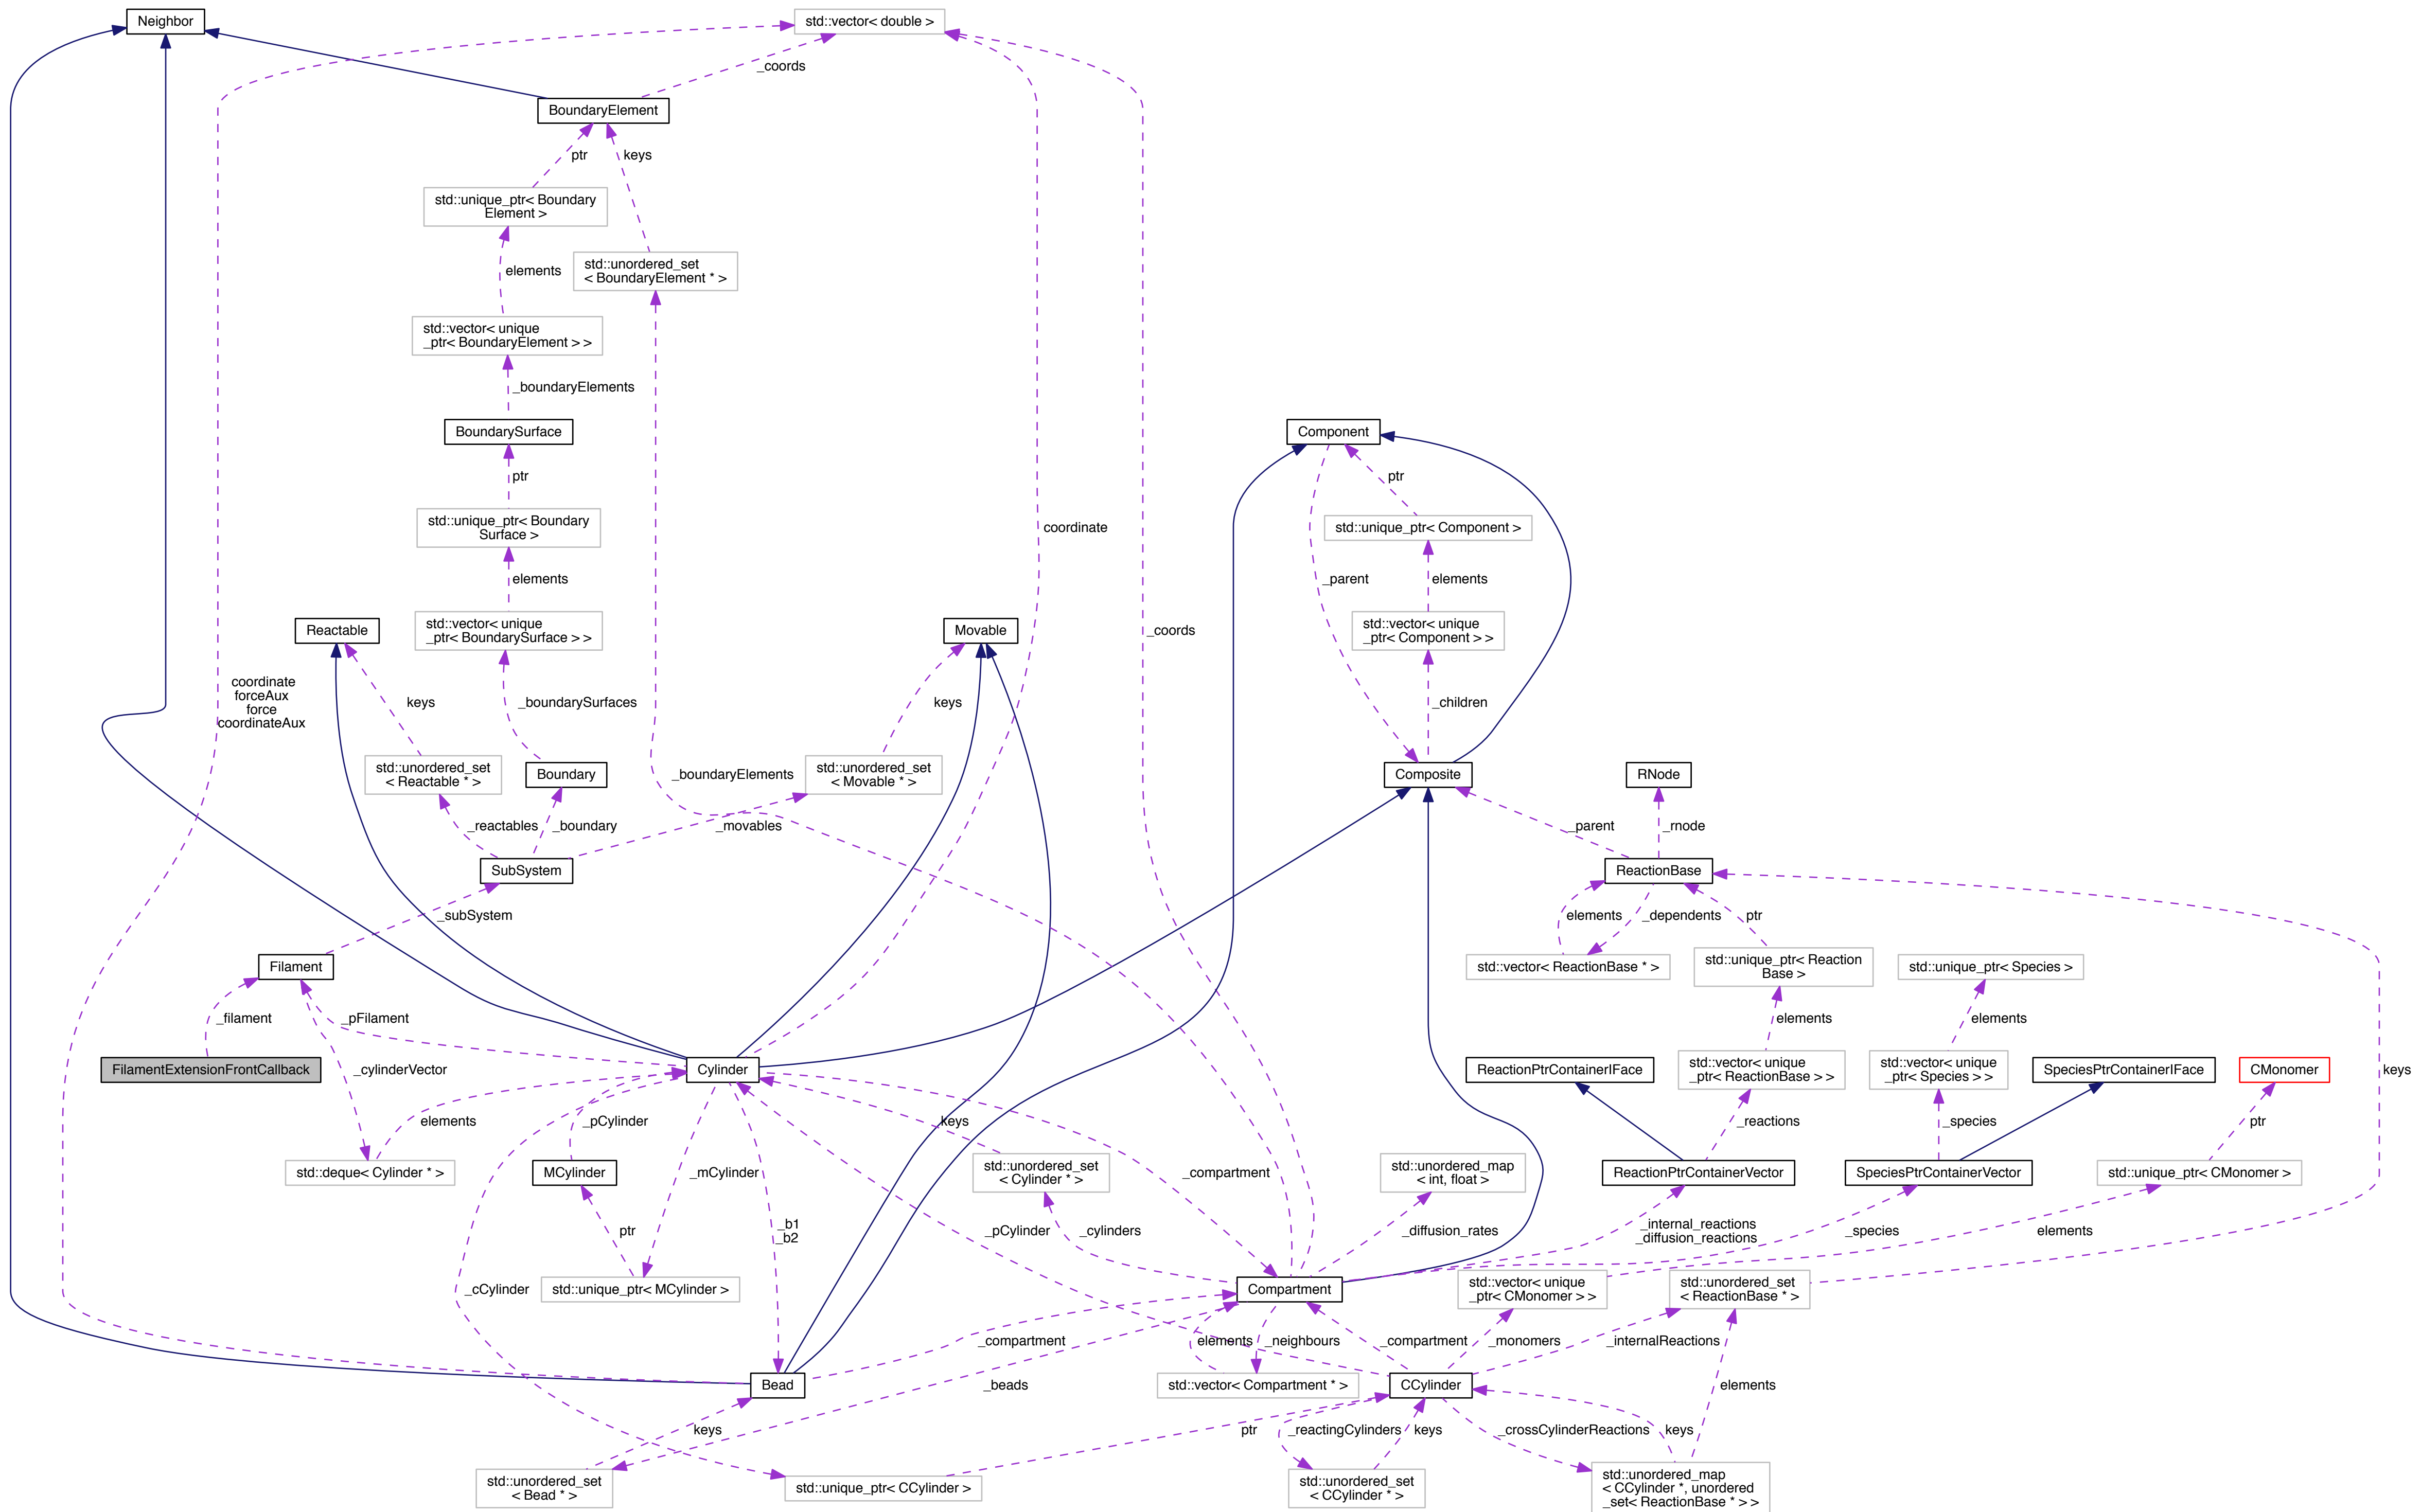 Neighbor
std::vector< double >
_coords
BoundaryElement
ptr
keys
std::unique_ptr< Boundary
Element >
elements
std::unordered_set
< BoundaryElement * >
std::vector< unique
_ptr< BoundaryElement > >
_boundaryElements
BoundarySurface
Component
ptr
ptr
std::unique_ptr< Boundary
Surface >
coordinate
std::unique_ptr< Component >
elements
_parent
elements
Reactable
std::vector< unique
_ptr< BoundarySurface > >
Movable
_coords
std::vector< unique
_ptr< Component > >
coordinate
forceAux
force
coordinateAux
keys
_boundarySurfaces
keys
_children
std::unordered_set
< Reactable * >
Boundary
_boundaryElements
std::unordered_set
< Movable * >
Composite
RNode
_reactables
_boundary
_movables
_parent
_rnode
SubSystem
ReactionBase
_subSystem
elements
_dependents
ptr
Filament
std::vector< ReactionBase * >
std::unique_ptr< Reaction
Base >
std::unique_ptr< Species >
_filament
_pFilament
elements
elements
FilamentExtensionFrontCallback
_cylinderVector
Cylinder
ReactionPtrContainerIFace
std::vector< unique
_ptr< ReactionBase > >
std::vector< unique
_ptr< Species > >
SpeciesPtrContainerIFace
CMonomer
keys
elements
_pCylinder
keys
_reactions
_species
ptr
std::deque< Cylinder * >
MCylinder
_mCylinder
std::unordered_set
< Cylinder * >
_compartment
std::unordered_map
< int, float >
ReactionPtrContainerVector
SpeciesPtrContainerVector
std::unique_ptr< CMonomer >
ptr
_b1
_b2
_pCylinder
_cylinders
_diffusion_rates
_internal_reactions
_diffusion_reactions
_species
elements
_cCylinder
std::unique_ptr< MCylinder >
Compartment
std::vector< unique
_ptr< CMonomer > >
std::unordered_set
< ReactionBase * >
_compartment
elements
_neighbours
_compartment
_monomers
_internalReactions
Bead
_beads
std::vector< Compartment * >
CCylinder
elements
keys
ptr
_reactingCylinders
keys
_crossCylinderReactions
keys
std::unordered_set
< Bead * >
std::unique_ptr< CCylinder >
std::unordered_set
< CCylinder * >
std::unordered_map
< CCylinder *, unordered
_set< ReactionBase * > >